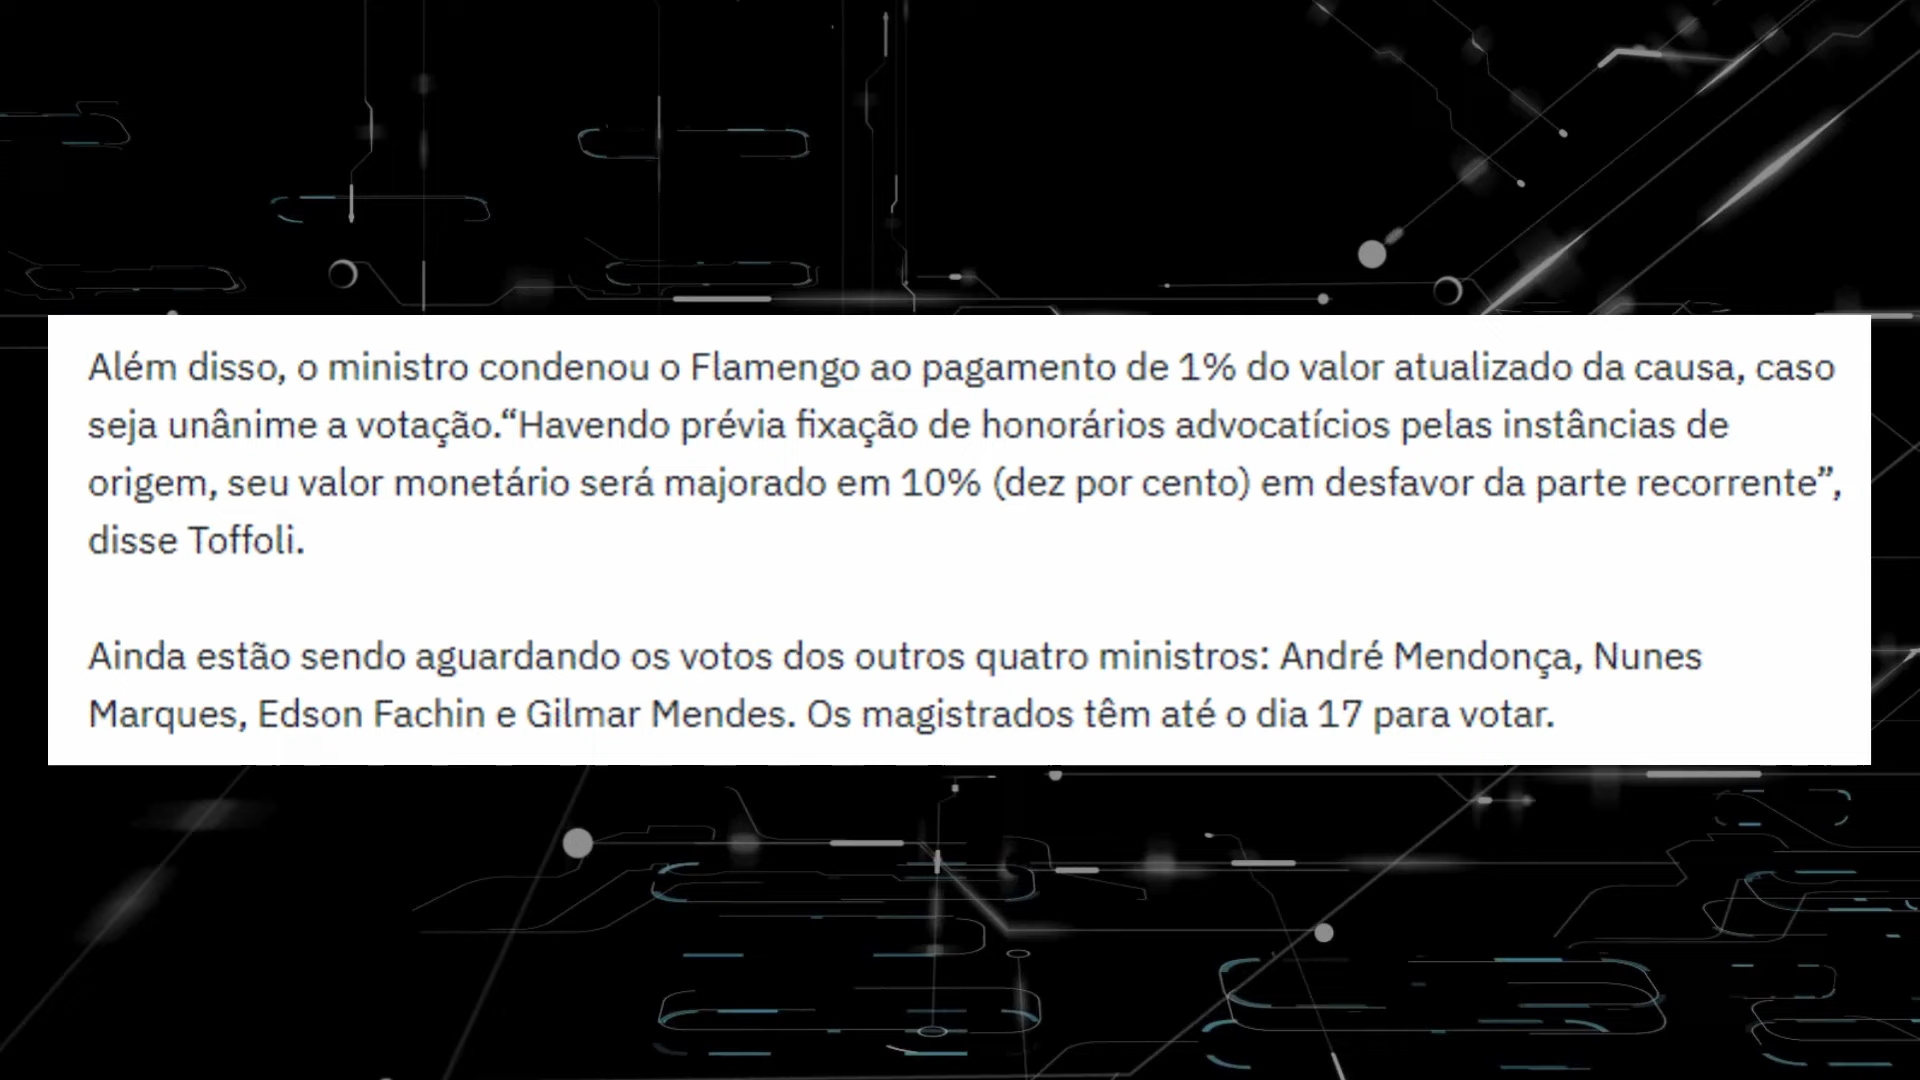 Além disso, o ministro condenou o Flamengo ao pagamento de 1% do valor atualizado da causa, caso
seja unânime a votação.“Havendo prévia fixação de honorários advocatícios pelas instâncias de
origem, seu valor monetário será majorado em 10% (dez por cento) em desfavor da parte recorrente”,
disse Toffoli.
Ainda estão sendo aguardando os votos dos outros quatro ministros: André Mendonça, Nunes
Marques, Edson Fachin e Gilmar Mendes. Os magistrados têm até o dia 17 para votar.